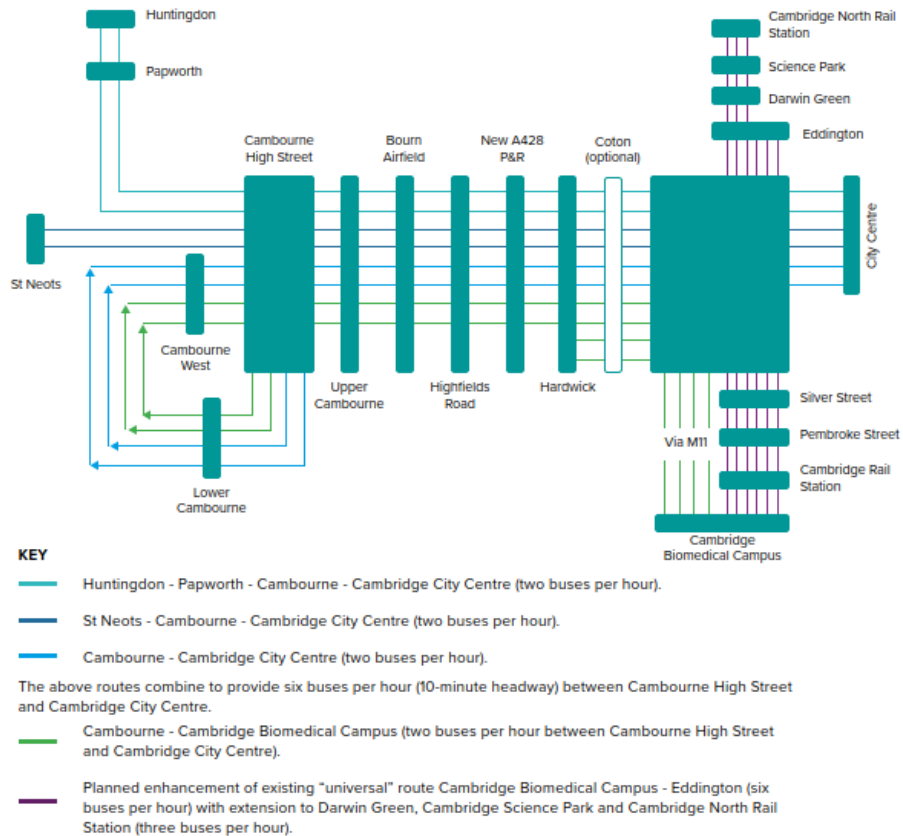 Huntingdon
Papworth
Cambridge North Rail
Station
Science Park
Darwin Green
Eddington
Cambourne
High Street
Bourn
Airfield
New A428
P&R
Coton
(optional)
City Centre
St Neots
Cambourne
West
Upper
Cambourne
Highfields
Road
Hardwick
Silver Street
Pembroke Street
Via M11
Cambridge Rail
Station
Lower
Cambourne
Cambridge
Biomedical Campus
KEY
Huntingdon - Papworth - Cambourne - Cambridge City Centre (two buses per hour).
St Neots - Cambourne - Cambridge City Centre (two buses per hour).
Cambourne - Cambridge City Centre (two buses per hour).
The above routes combine to provide six buses per hour (10-minute headway) between Cambourne High Street
and Cambridge City Centre.
Cambourne - Cambridge Biomedical Campus (two buses per hour between Cambourne High Street
and Cambridge City Centre).
Planned enhancement of existing “universal” route Cambridge Biomedical Campus - Eddington (six
buses per hour) with extension to Darwin Green, Cambridge Science Park and Cambridge North Rail
Station (three buses per hour).